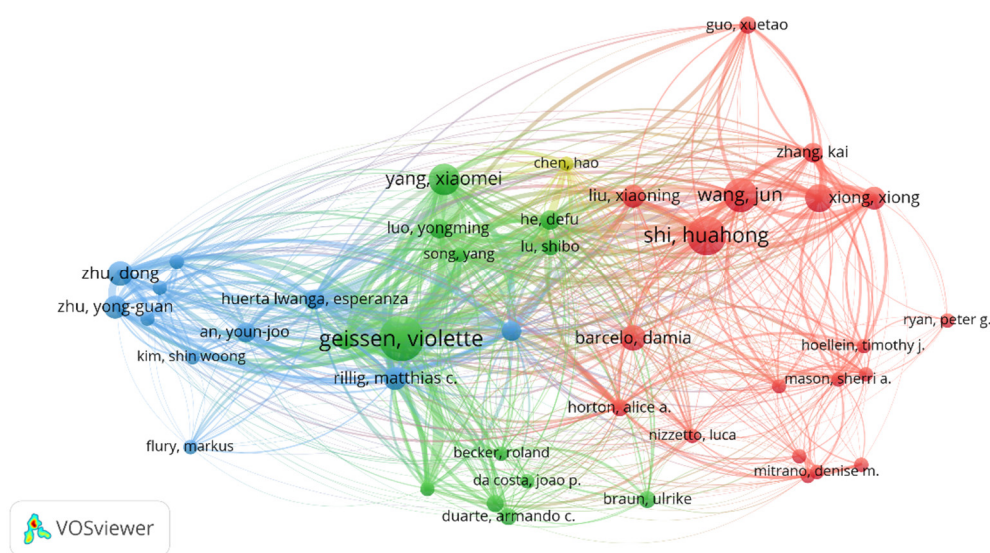 guo, xuetao
zhang, kai
chen, hao
yang, xiaomei
liu, xiaoning
wang, jun
xiong, xiong
luo, yongming
he, defu
shi, huahong
song, yang
lu, shibo
zhu, dong
zhu, yong-guan
huerta lwanga, esperanza
an, youn-joo
geissen, violette
barcelo, damia
ryan, peter g.
hoellein, timothy j.
kim, shin woong
rillig, matthias c.
mason, sherri a.
horton, alice a.
nizzetto, luca
flury, markus
becker, roland
mitrano, denise m.
da costa, joao p.
braun, ulrike
duarte, armando c.
VOSviewer